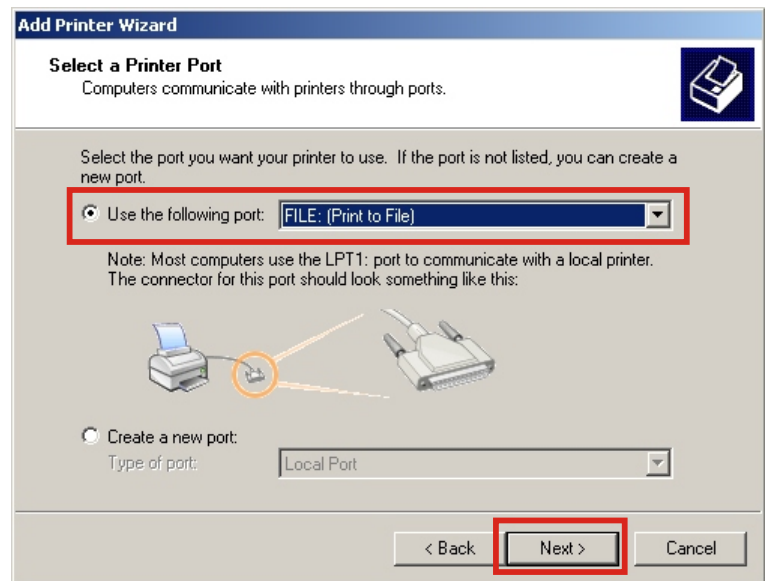 Add Printer Wizard
Select a Printer Port
Computers communicate with printers through ports.
Select the port you want your printer to use. If the port is not listed, you can create a
new port.
Use the following port: FILE: (Print to File)
Note: Most computers use the LPT1: port to communicate with a local printer.
The connector for this port should look something like this:
Create a new port:
Type of port: Local Port
< Back Next > Cancel